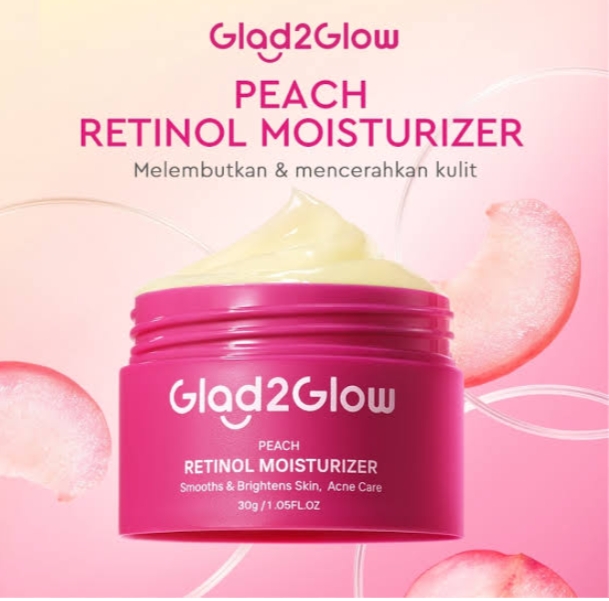 Glad2Glow
PEACH
RETINOL MOISTURIZER
Melembutkan & mencerahkan kulit
Glad2Glow
PEACH
RETINOL MOISTURIZER
Smooths & Brightens Skin, Acne Care
30g/1.05FL.OZ